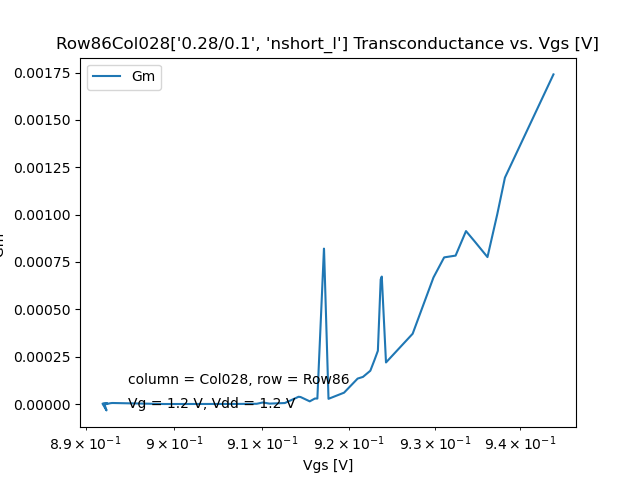 Row86Col028['0.28/0.1', 'nshort_l'] Transconductance vs. Vgs [V]
Gm
0.00175
0.00150
0.00125
0.00100
0.00075
0.00050
0.00025
0.00000
column = Col028, row = Row86
Vg = 1.2 V, Vdd = 1.2 V
8.9 × 10⁻¹ 9 × 10⁻¹ 9.1 × 10⁻¹ 9.2 × 10⁻¹ 9.3 × 10⁻¹ 9.4 × 10⁻¹
Vgs [V]